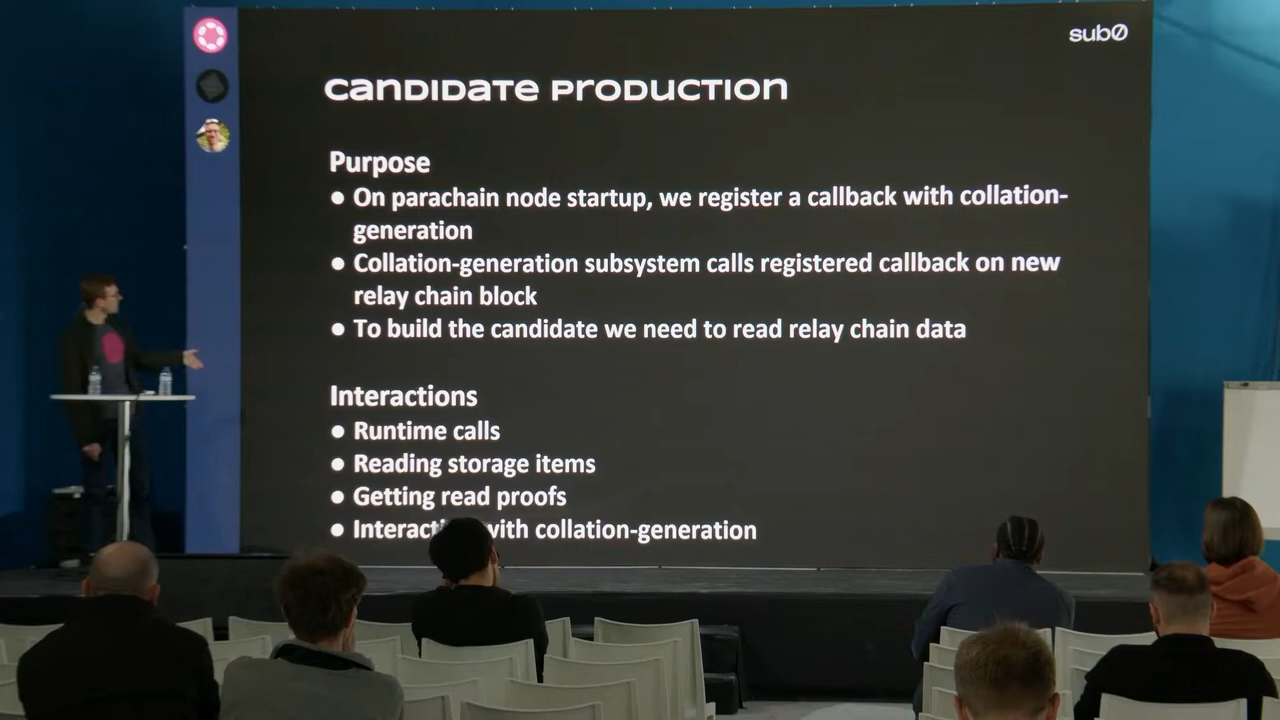 sub0
Candidate Production
Purpose
● On parachain node startup, we register a callback with collation-
generation
● Collation-generation subsystem calls registered callback on new
relay chain block
● To build the candidate we need to read relay chain data
Interactions
● Runtime calls
● Reading storage items
● Getting read proofs
● with collation-generation